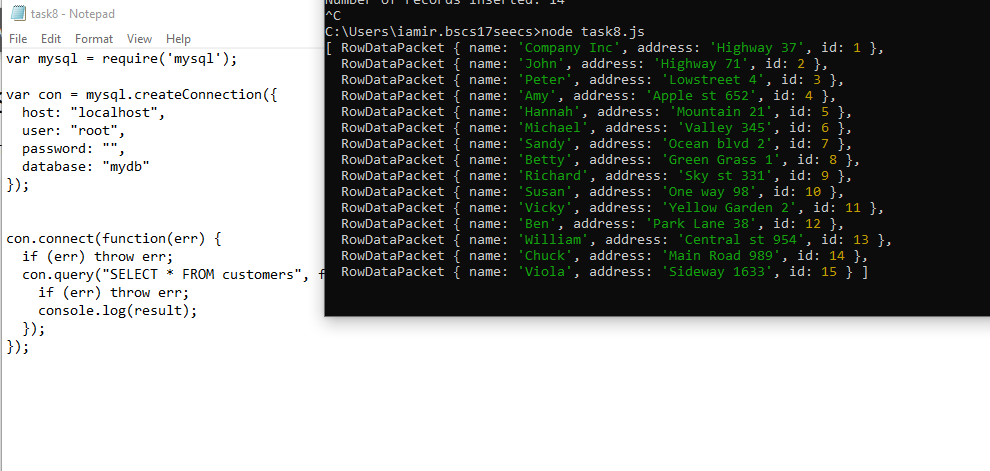 task8 - Notepad
File Edit Format View Help
var mysql = require('mysql');
var con = mysql.createConnection({
  host: "localhost",
  user: "root",
  password: "",
  database: "mydb"
});
con.connect(function(err) {
  if (err) throw err;
  con.query("SELECT * FROM customers", f
    if (err) throw err;
    console.log(result);
  });
});
Number of records inserted: 14
^C
C:\Users\iamir.bscs17seecs>node task8.js
[ RowDataPacket { name: 'Company Inc', address: 'Highway 37', id: 1 },
  RowDataPacket { name: 'John', address: 'Highway 71', id: 2 },
  RowDataPacket { name: 'Peter', address: 'Lowstreet 4', id: 3 },
  RowDataPacket { name: 'Amy', address: 'Apple st 652', id: 4 },
  RowDataPacket { name: 'Hannah', address: 'Mountain 21', id: 5 },
  RowDataPacket { name: 'Michael', address: 'Valley 345', id: 6 },
  RowDataPacket { name: 'Sandy', address: 'Ocean blvd 2', id: 7 },
  RowDataPacket { name: 'Betty', address: 'Green Grass 1', id: 8 },
  RowDataPacket { name: 'Richard', address: 'Sky st 331', id: 9 },
  RowDataPacket { name: 'Susan', address: 'One way 98', id: 10 },
  RowDataPacket { name: 'Vicky', address: 'Yellow Garden 2', id: 11 },
  RowDataPacket { name: 'Ben', address: 'Park Lane 38', id: 12 },
  RowDataPacket { name: 'William', address: 'Central st 954', id: 13 },
  RowDataPacket { name: 'Chuck', address: 'Main Road 989', id: 14 },
  RowDataPacket { name: 'Viola', address: 'Sideway 1633', id: 15 } ]